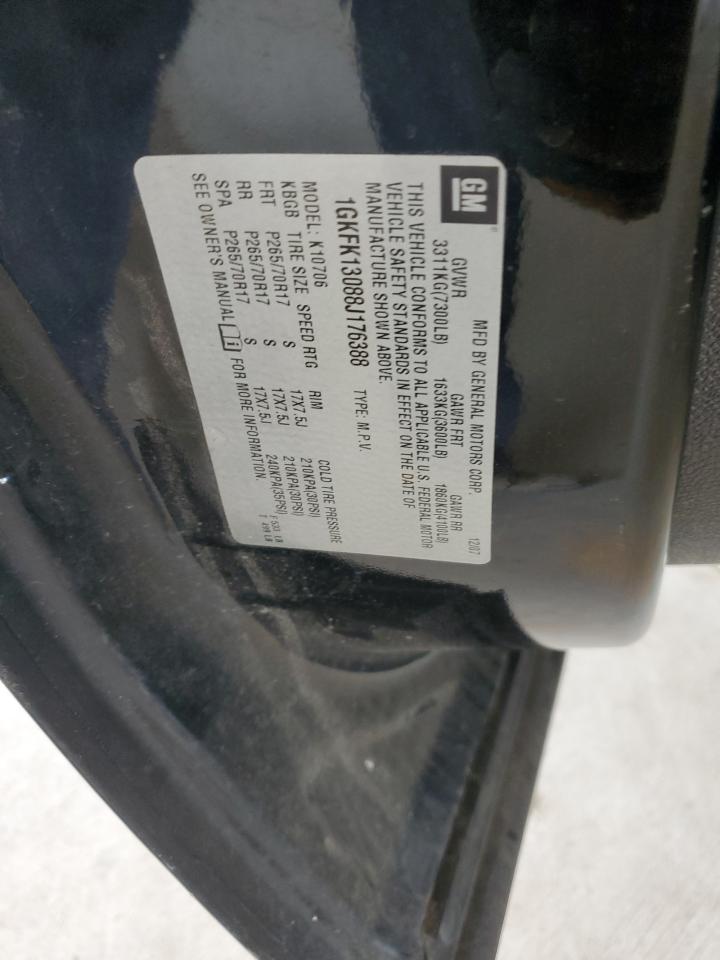 GM
MFD BY GENERAL MOTORS CORP. 12/07
GVWR GAWR FRT GAWR RR
3311KG(7300LB) 1633KG(3600LB) 1860KG(4100LB)
THIS VEHICLE CONFORMS TO ALL APPLICABLE U.S. FEDERAL MOTOR
VEHICLE SAFETY STANDARDS IN EFFECT ON THE DATE OF
MANUFACTURE SHOWN ABOVE.
1GKFK13088J176388 TYPE: M.P.V.
MODEL: K10706
KBGB TIRE SIZE SPEED RTG RIM COLD TIRE PRESSURE
FRT P265/70R17 S 17X7.5J 210KPA(30PSI)
RR P265/70R17 S 17X7.5J 210KPA(30PSI)
SPA P265/70R17 S 17X7.5J 240KPA(35PSI)
SEE OWNER'S MANUAL i FOR MORE INFORMATION.